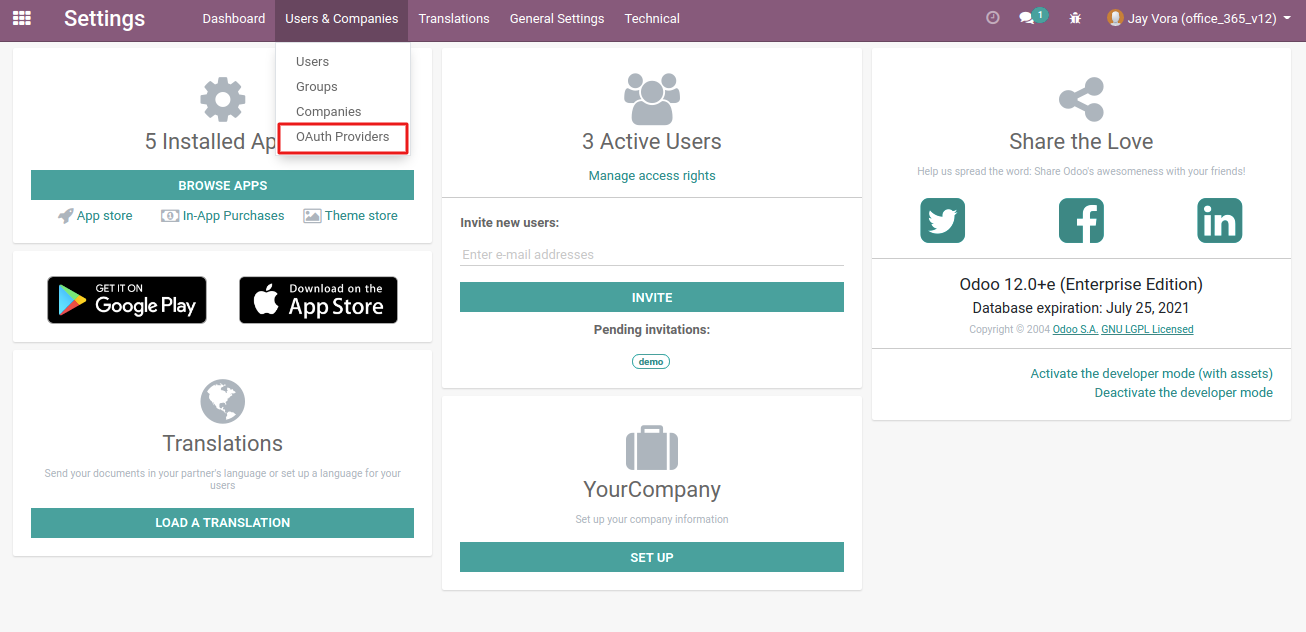 Settings
Dashboard
Users & Companies
Translations
General Settings
Technical
1
Jay Vora (office_365_v12)
Users
Groups
Companies
OAuth Providers
5 Installed Ap
BROWSE APPS
App store
In-App Purchases
Theme store
GET IT ON
Google Play
Download on the
App Store
Translations
Send your documents in your partner's language or set up a language for your
users
LOAD A TRANSLATION
3 Active Users
Manage access rights
Invite new users:
Enter e-mail addresses
INVITE
Pending invitations:
demo
YourCompany
Set up your company information
SET UP
Share the Love
Help us spread the word: Share Odoo's awesomeness with your friends!
in
Odoo 12.0+e (Enterprise Edition)
Database expiration: July 25, 2021
Copyright © 2004 Odoo S.A. GNU LGPL Licensed
Activate the developer mode (with assets)
Deactivate the developer mode